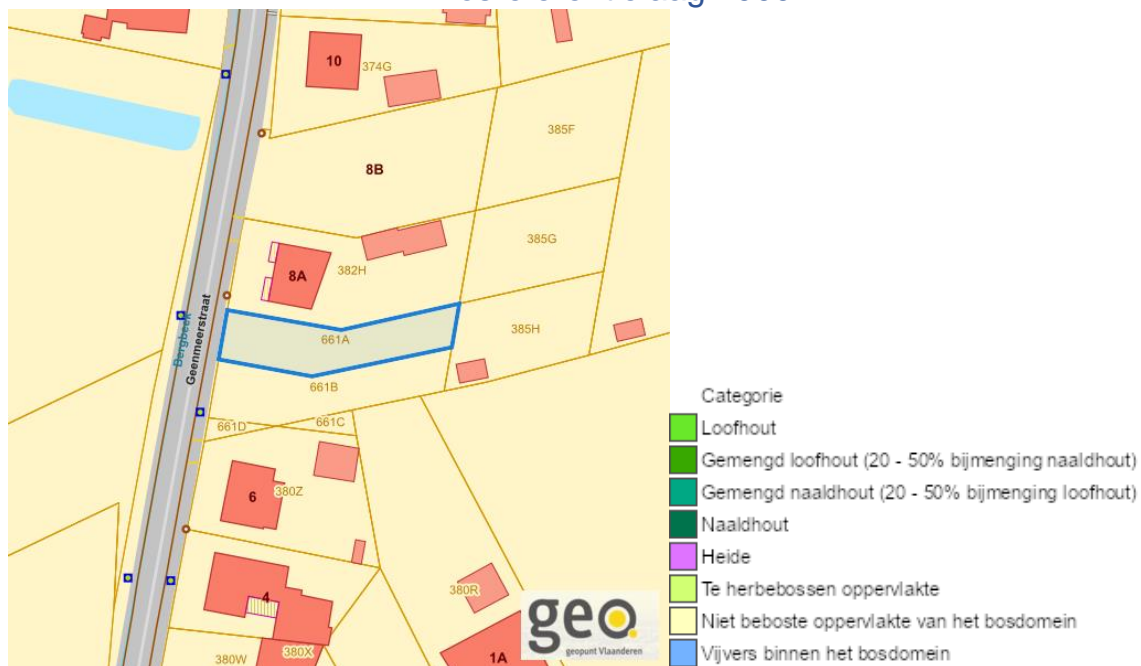 10
374G
385F
8B
385G
8A
382H
385H
661A
Bergbeek
Geenmeerstraat
661B
661D
661C
6
380Z
4
380R
380W
380X
1A
geo
geopunt Vlaanderen
Categorie
Loofhout
Gemengd loofhout (20 - 50% bijmenging naaldhout)
Gemengd naaldhout (20 - 50% bijmenging loofhout)
Naaldhout
Heide
Te herbebossen oppervlakte
Niet beboste oppervlakte van het bosdomein
Vijvers binnen het bosdomein